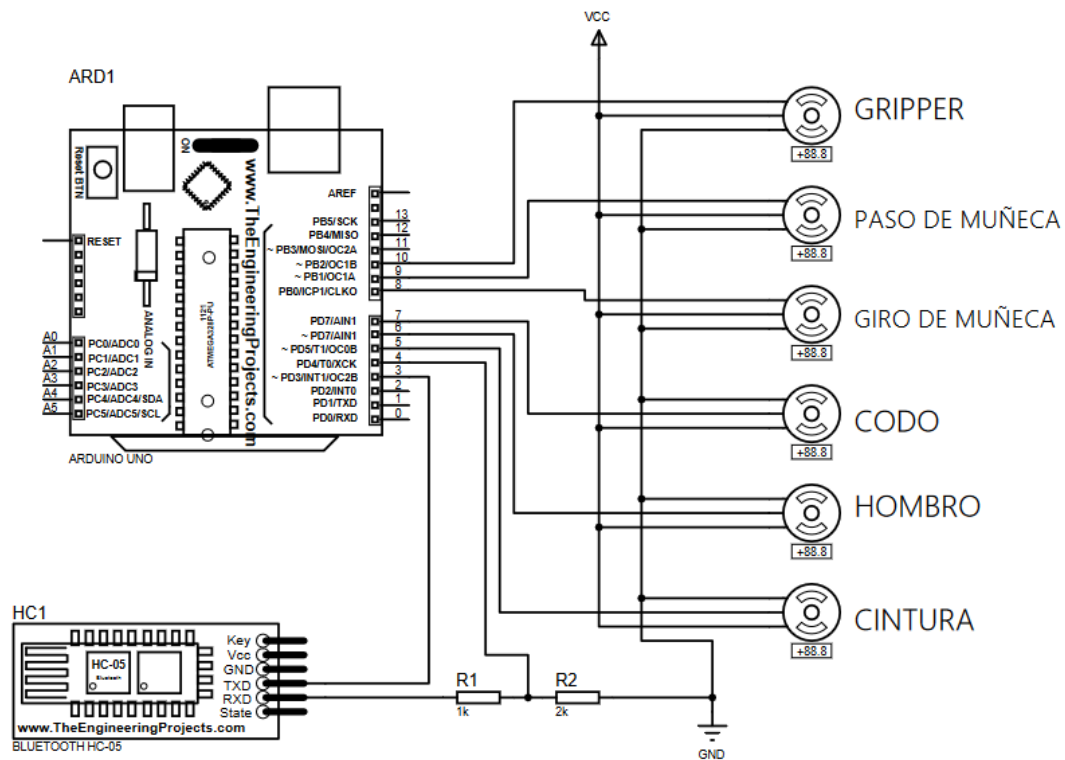 VCC
ARD1
GRIPPER
+88.8
PASO DE MUÑECA
+88.8
GIRO DE MUÑECA
+88.8
CODO
+88.8
HOMBRO
+88.8
CINTURA
+88.8
Reset BTN
ON
www.TheEngineeringProjects.com
RESET
ANALOG IN
1121
ATMEGA328P-PU
AREF
PB5/SCK 13
PB4/MISO 12
~ PB3/MOSI/OC2A 11
~ PB2/OC1B 10
~ PB1/OC1A 9
PB0/ICP1/CLKO 8
PD7/AIN1 7
~ PD7/AIN1 6
~ PD5/T1/OC0B 5
PD4/T0/XCK 4
~ PD3/INT1/OC2B 3
PD2/INT0 2
PD1/TXD 1
PD0/RXD 0
A0 PC0/ADC0
A1 PC1/ADC1
A2 PC2/ADC2
A3 PC3/ADC3
A4 PC4/ADC4/SDA
A5 PC5/ADC5/SCL
ARDUINO UNO
HC1
HC-05
Bluetooth
Key
Vcc
GND
TXD
RXD
State
www.TheEngineeringProjects.com
BLUETOOTH HC-05
R1
1k
R2
2k
GND